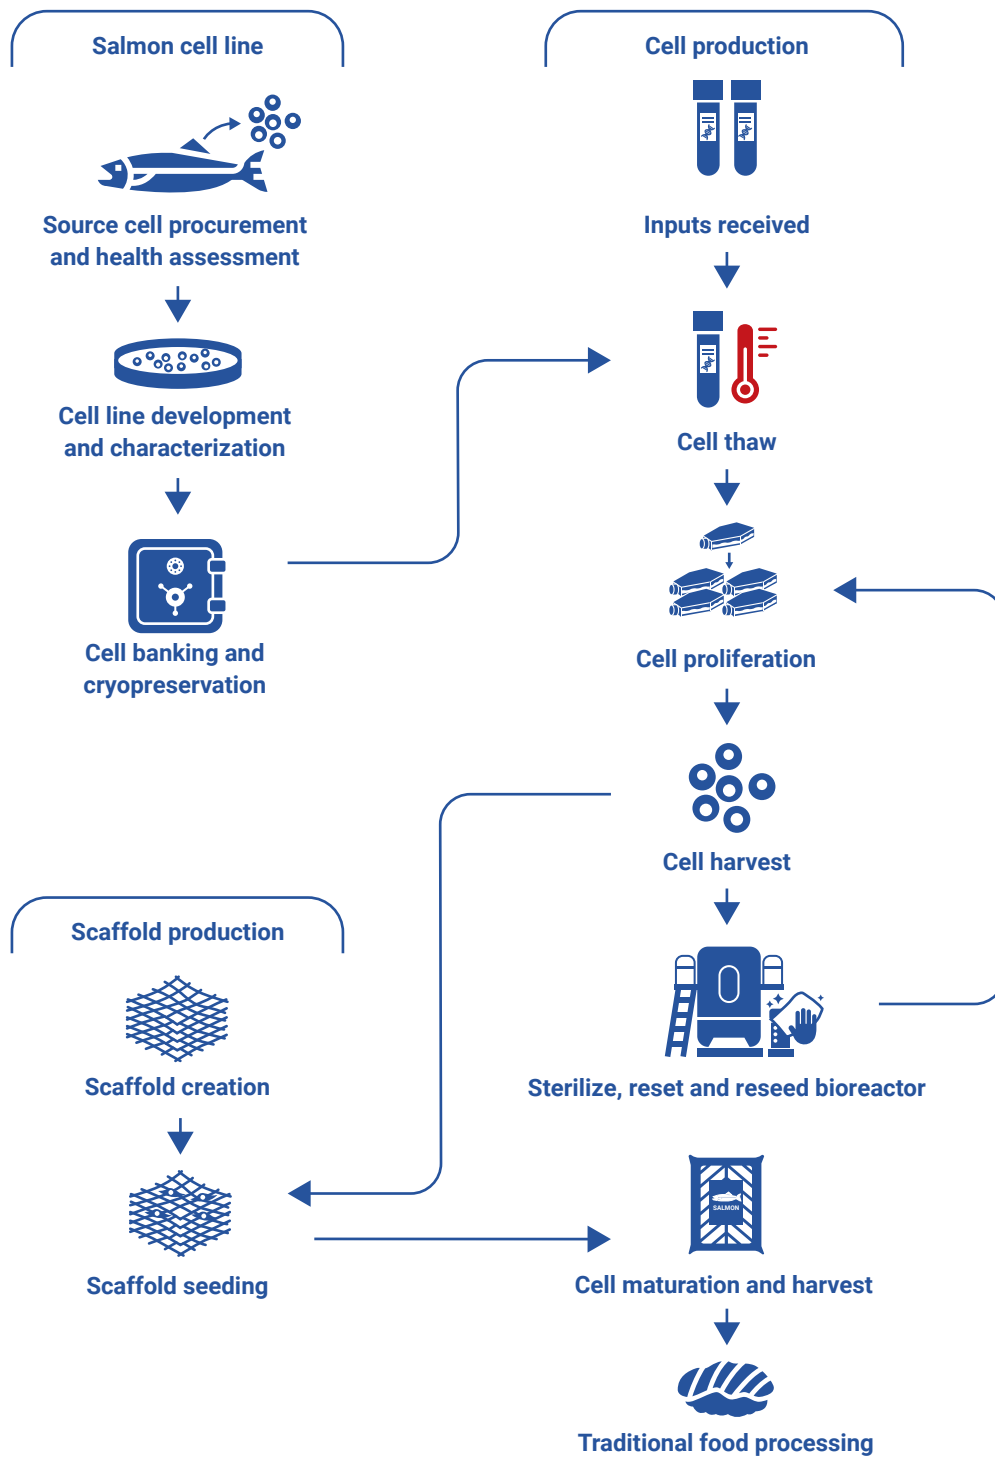 Salmon cell line
Source cell procurement
and health assessment
Cell line development
and characterization
Cell banking and
cryopreservation
Cell production
Inputs received
Cell thaw
Cell proliferation
Cell harvest
Sterilize, reset and reseed bioreactor
Scaffold production
Scaffold creation
Scaffold seeding
SALMON
Cell maturation and harvest
Traditional food processing